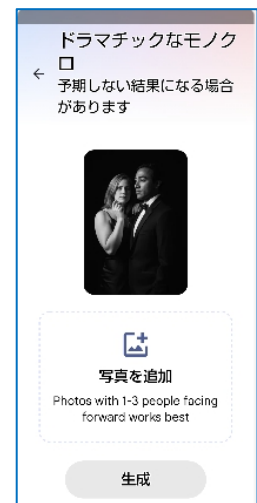 ドラマチックなモノク
ロ
予期しない結果になる場合
があります
写真を追加
Photos with 1-3 people facing
forward works best
生成